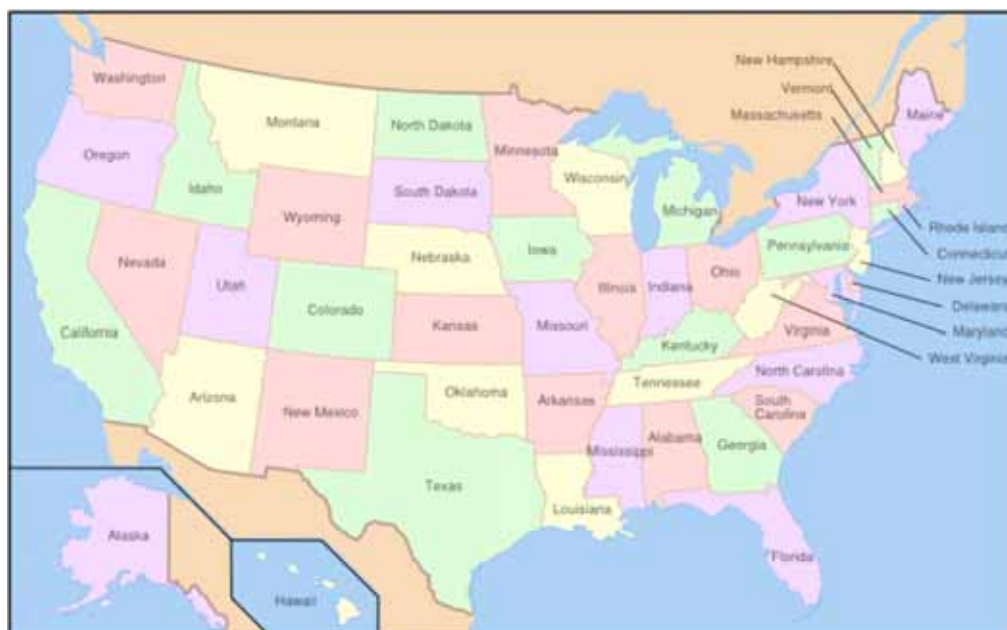 New Hampshire
Vermont
Massachusetts
Washington
Montana
North Dakota
Minnesota
Maine
Oregon
Idaho
Wisconsin
South Dakota
Michigan
New York
Wyoming
Rhode Island
Connecticut
Pennsylvania
Iowa
Nebraska
Nevada
Utah
Illinois
Indiana
Ohio
New Jersey
Colorado
Delaware
California
Kansas
Missouri
Virginia
Maryland
Kentucky
West Virginia
North Carolina
Tennessee
Oklahoma
Arizona
New Mexico
Arkansas
South
Carolina
Alabama
Georgia
Mississippi
Texas
Louisiana
Alaska
Florida
Hawaii